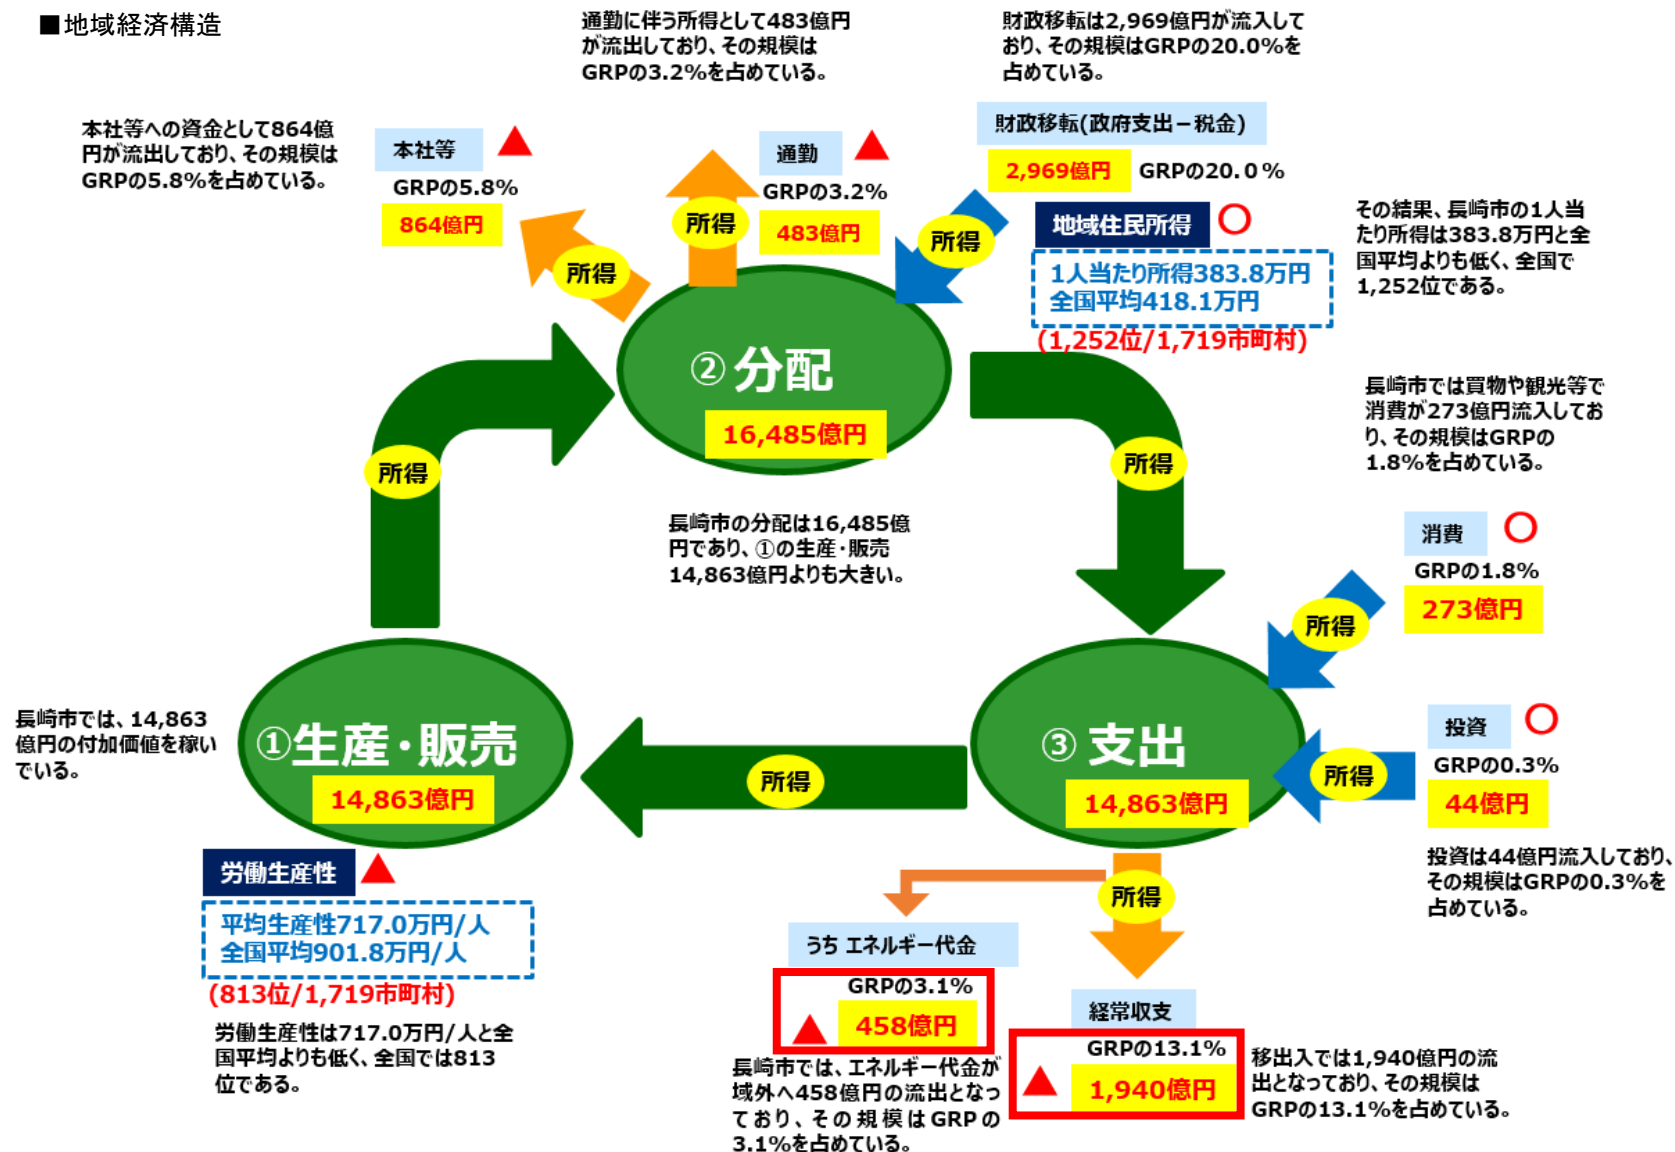 ■地域経済構造
通勤に伴う所得として483億円
が流出しており、その規模は
GRPの3.2%を占めている。
財政移転は2,969億円が流入して
おり、その規模はGRPの20.0%を
占めている。
本社等への資金として864億
円が流出しており、その規模は
GRPの5.8%を占めている。
本社等
GRPの5.8%
864億円
所得
通勤
GRPの3.2%
483億円
所得
財政移転(政府支出－税金)
2,969億円 GRPの20.0%
所得
地域住民所得
1人当たり所得383.8万円
全国平均418.1万円
(1,252位/1,719市町村)
その結果、長崎市の1人当
たり所得は383.8万円と全
国平均よりも低く、全国で
1,252位である。
②分配
16,485億円
所得
所得
長崎市の分配は16,485億
円であり、①の生産・販売
14,863億円よりも大きい。
長崎市では買物や観光等で
消費が273億円流入してお
り、その規模はGRPの
1.8%を占めている。
消費
GRPの1.8%
273億円
所得
長崎市では、14,863
億円の付加価値を稼い
でいる。
①生産・販売
14,863億円
所得
③支出
14,863億円
投資
GRPの0.3%
44億円
所得
投資は44億円流入しており、
その規模はGRPの0.3%を
占めている。
労働生産性
平均生産性717.0万円/人
全国平均901.8万円/人
(813位/1,719市町村)
労働生産性は717.0万円/人と全
国平均よりも低く、全国では813
位である。
所得
うち エネルギー代金
GRPの3.1%
458億円
長崎市では、エネルギー代金が
域外へ458億円の流出となっ
ており、その規模はGRPの
3.1%を占めている。
経常収支
GRPの13.1%
1,940億円
移出入では1,940億円の流
出となっており、その規模は
GRPの13.1%を占めている。